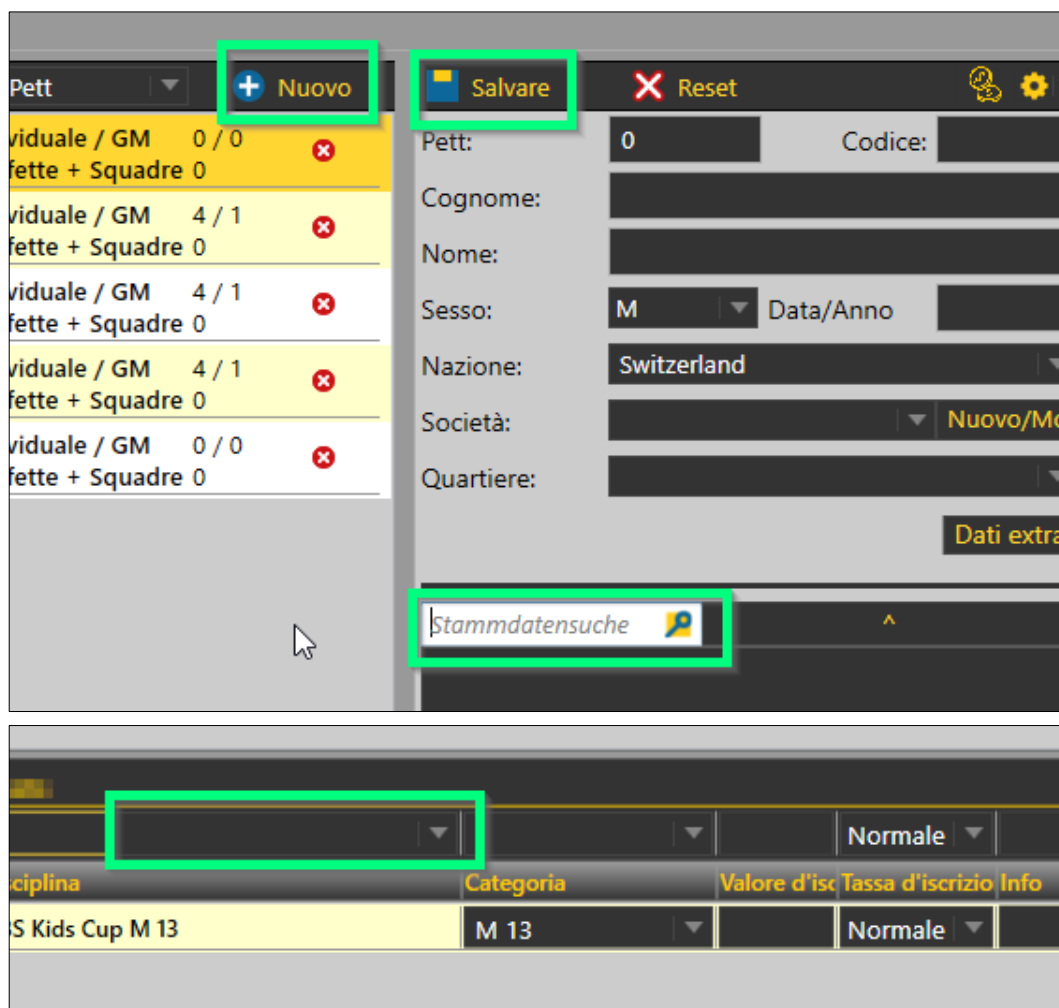 Pett Nuovo Salvare Reset
viduale / GM 0 / 0
fette + Squadre 0
viduale / GM 4 / 1
fette + Squadre 0
viduale / GM 4 / 1
fette + Squadre 0
viduale / GM 4 / 1
fette + Squadre 0
viduale / GM 0 / 0
fette + Squadre 0
Pett: 0 Codice:
Cognome:
Nome:
Sesso: M Data/Anno
Nazione: Switzerland
Società: Nuovo/Mo
Quartiere:
Dati extra
Stammdatensuche ^
Normale
ciplina Categoria Valore d'isc Tassa d'iscrizio Info
S Kids Cup M 13 M 13 Normale